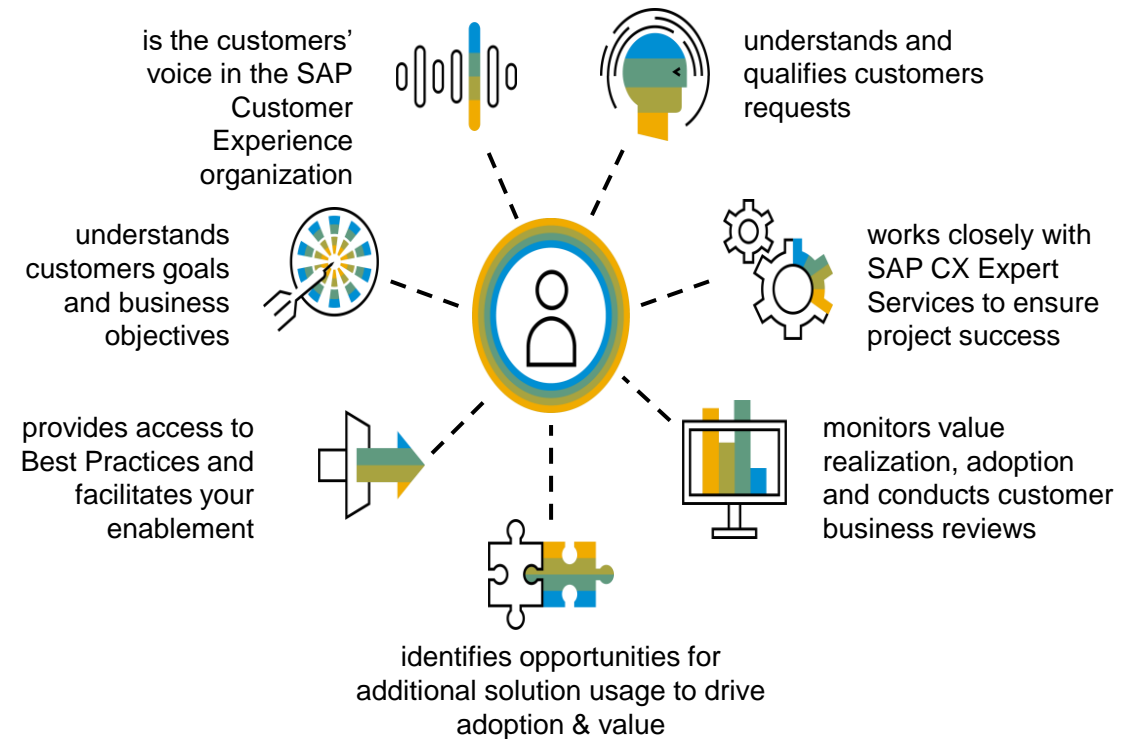 is the customers’
voice in the SAP
Customer
Experience
organization
understands and
qualifies customers
requests
understands
customers goals
and business
objectives
works closely with
SAP CX Expert
Services to ensure
project success
provides access to
Best Practices and
facilitates your
enablement
monitors value
realization, adoption
and conducts customer
business reviews
identifies opportunities for
additional solution usage to drive
adoption & value